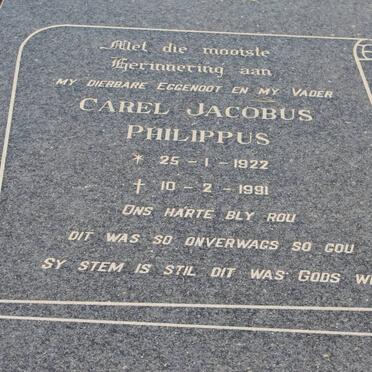 Met die mooiste
Herinnering aan
MY DIERBARE EGGENOOT EN MY VADER
CAREL JACOBUS
PHILIPPUS
* 25 - 1 - 1922
† 10 - 2 - 1991
ONS HARTE BLY ROU
DIT WAS SO ONVERWAGS SO GOU
SY STEM IS STIL DIT WAS GODS